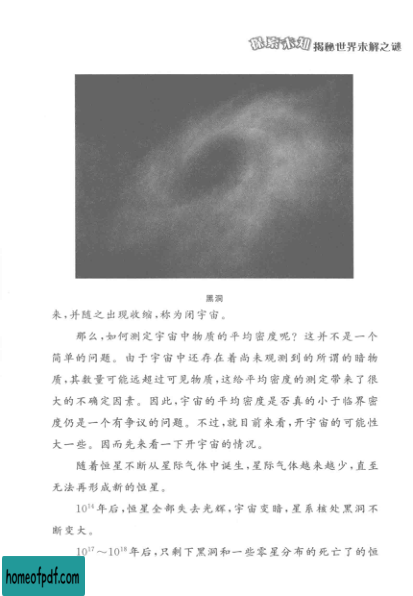 探索未知 揭秘世界未解之谜
黑洞
来,并随之出现收缩,称为闭宇宙。
那么,如何测定宇宙中物质的平均密度呢?这并不是一个
简单的问题。由于宇宙中还存在着尚未观测到的所谓的暗物
质,其数量可能远超过可见物质,这给平均密度的测定带来了很
大的不确定因素。因此,宇宙的平均密度是否真的小于临界密
度仍是一个有争议的问题。不过,就目前来看,开宇宙的可能性
大一些。因而先来看一下开宇宙的情况。
随着恒星不断从星际气体中诞生,星际气体越来越少,直至
无法再形成新的恒星。
10¹⁴年后,恒星全部失去光辉,宇宙变暗,星系核处黑洞不
断变大。
10¹⁷～10¹⁸年后,只剩下黑洞和一些零星分布的死亡了的恒
homeofpdf.com